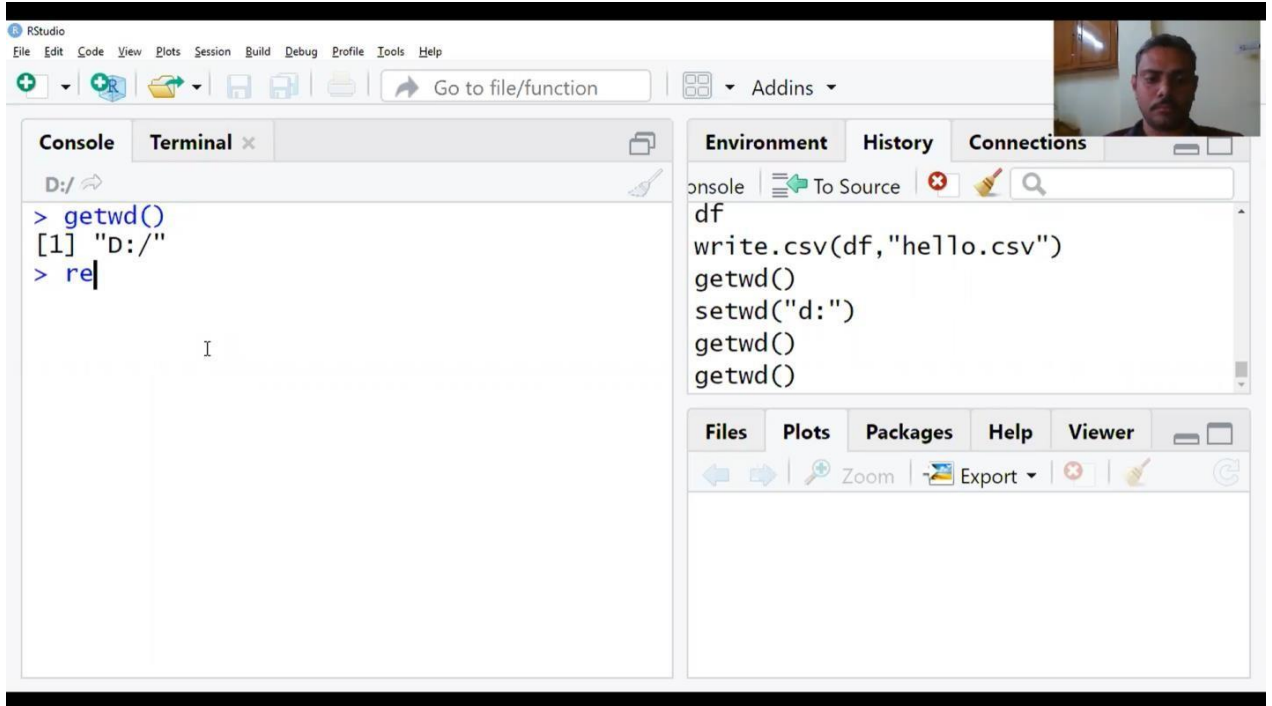 RStudio
File Edit Code View Plots Session Build Debug Profile Tools Help
Go to file/function Addins
Console Terminal
D:/
> getwd()
[1] "D:/"
> re
Environment History Connections
onsole To Source
df
write.csv(df,"hello.csv")
getwd()
setwd("d:")
getwd()
getwd()
Files Plots Packages Help Viewer
Zoom Export